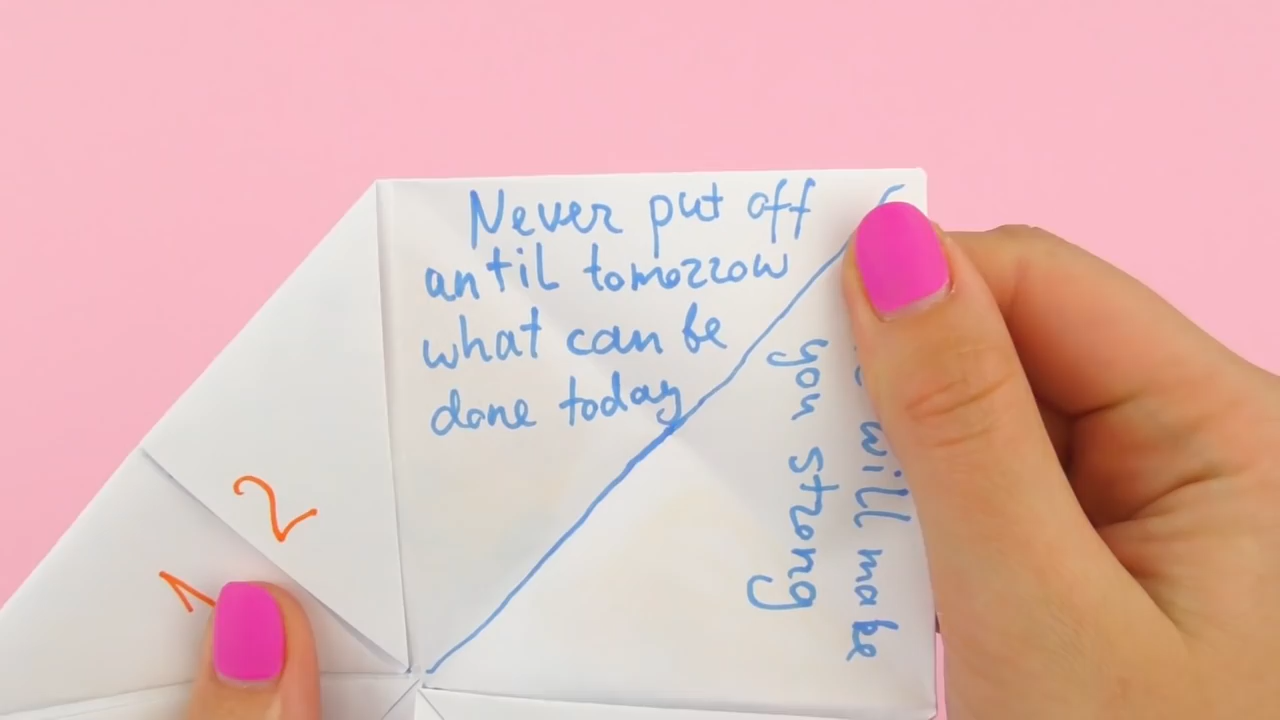 Never put off
antil tomorrow
what can be
done today
will make
you strong
2
1